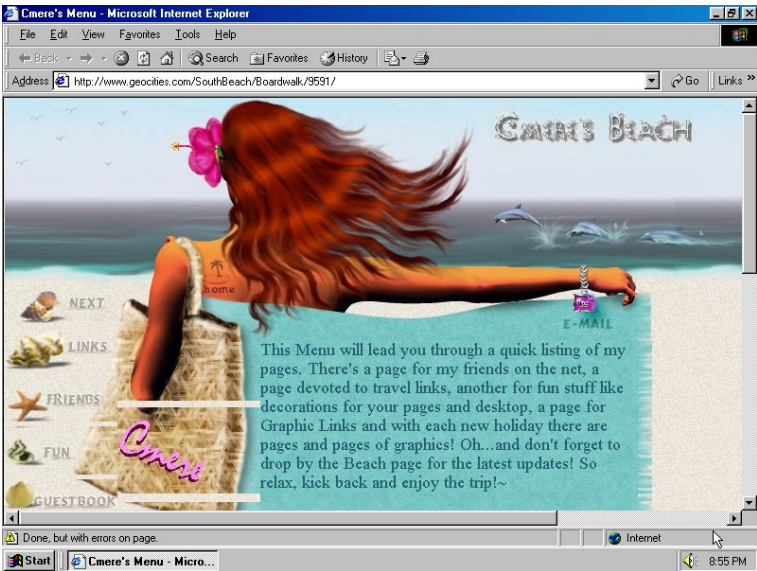 Cmere's Menu - Microsoft Internet Explorer
File Edit View Favorites Tools Help
Back Search Favorites History
Address http://www.geocities.com/SouthBeach/Boardwalk/9591/ Go Links »
CMERE'S BEACH
home
E-MAIL
NEXT
LINKS
FRIENDS
FUN
GUESTBOOK
Cmere
This Menu will lead you through a quick listing of my
pages. There's a page for my friends on the net, a
page devoted to travel links, another for fun stuff like
decorations for your pages and desktop, a page for
Graphic Links and with each new holiday there are
pages and pages of graphics! Oh...and don't forget to
drop by the Beach page for the latest updates! So
relax, kick back and enjoy the trip!~
Done, but with errors on page. Internet
Start Cmere's Menu - Micro... 8:55 PM